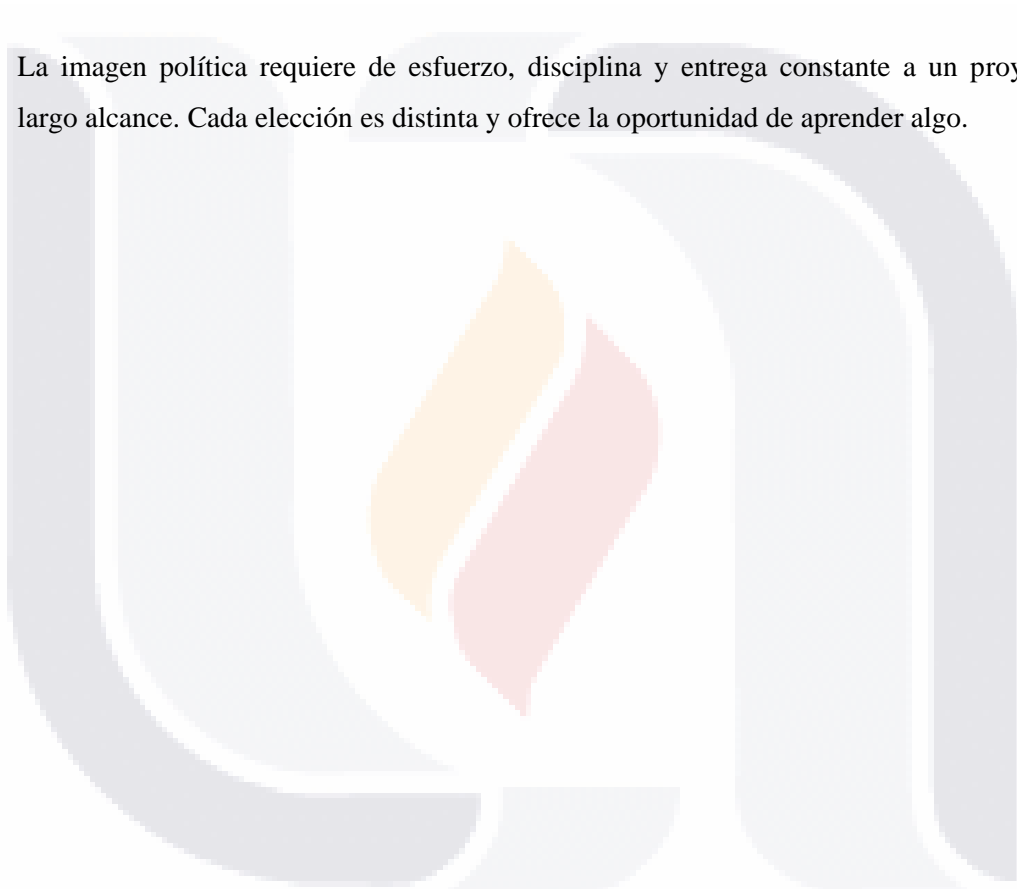 La imagen política requiere de esfuerzo, disciplina y entrega constante a un proy
largo alcance. Cada elección es distinta y ofrece la oportunidad de aprender algo.